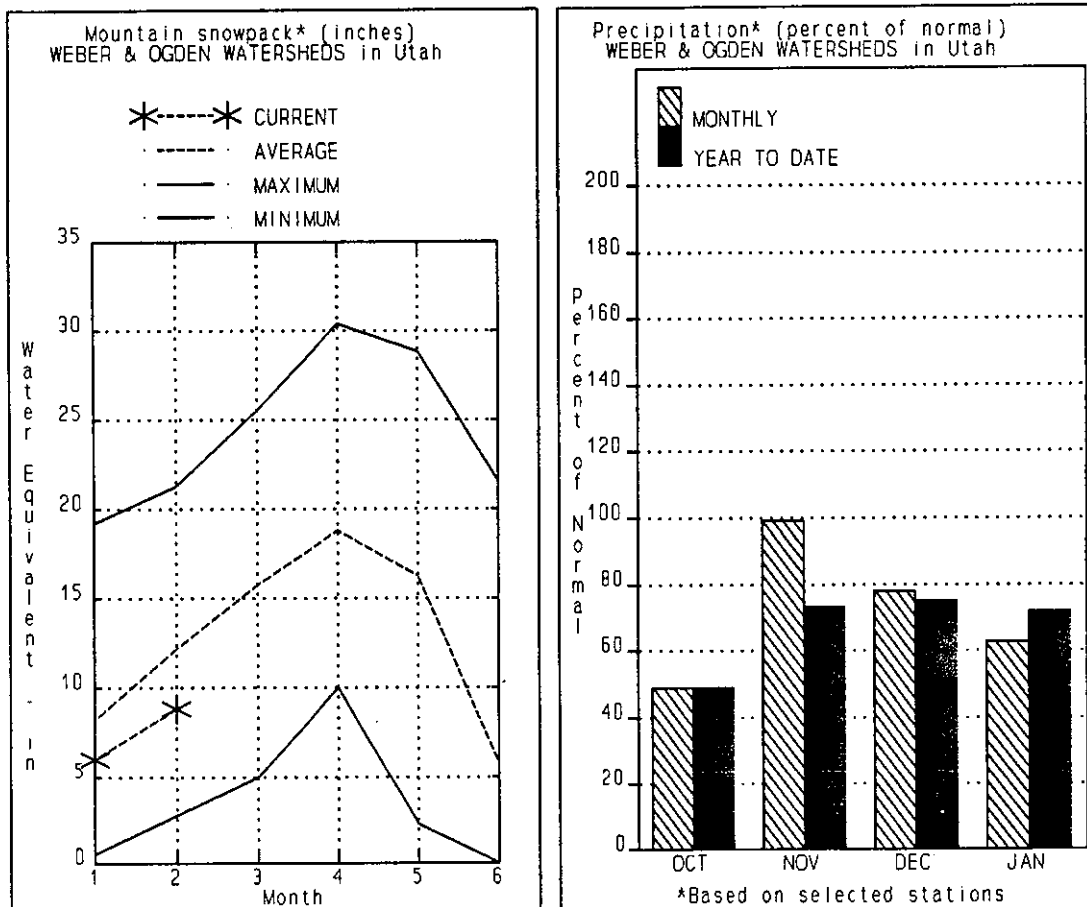 Mountain snowpack* (inches)
WEBER & OGDEN WATERSHEDS in Utah
CURRENT
AVERAGE
MAXIMUM
MINIMUM
35
30
25
20
15
10
5
0
Water Equivalent - in
1 2 3 4 5 6
Month
Precipitation* (percent of normal)
WEBER & OGDEN WATERSHEDS in Utah
MONTHLY
YEAR TO DATE
200
180
160
140
120
100
80
60
40
20
0
Percent of Normal
OCT NOV DEC JAN
*Based on selected stations